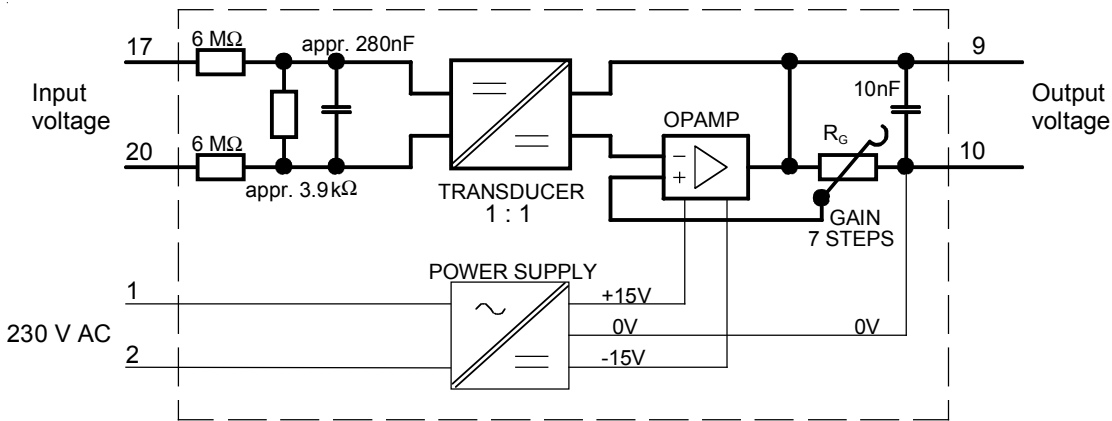 17
6 MΩ
appr. 280nF
9
Input
voltage
10nF
Output
voltage
OPAMP
R_G
20
6 MΩ
−
+
10
appr. 3.9kΩ
TRANSDUCER
1 : 1
GAIN
7 STEPS
POWER SUPPLY
1
+15V
230 V AC
0V
0V
2
-15V